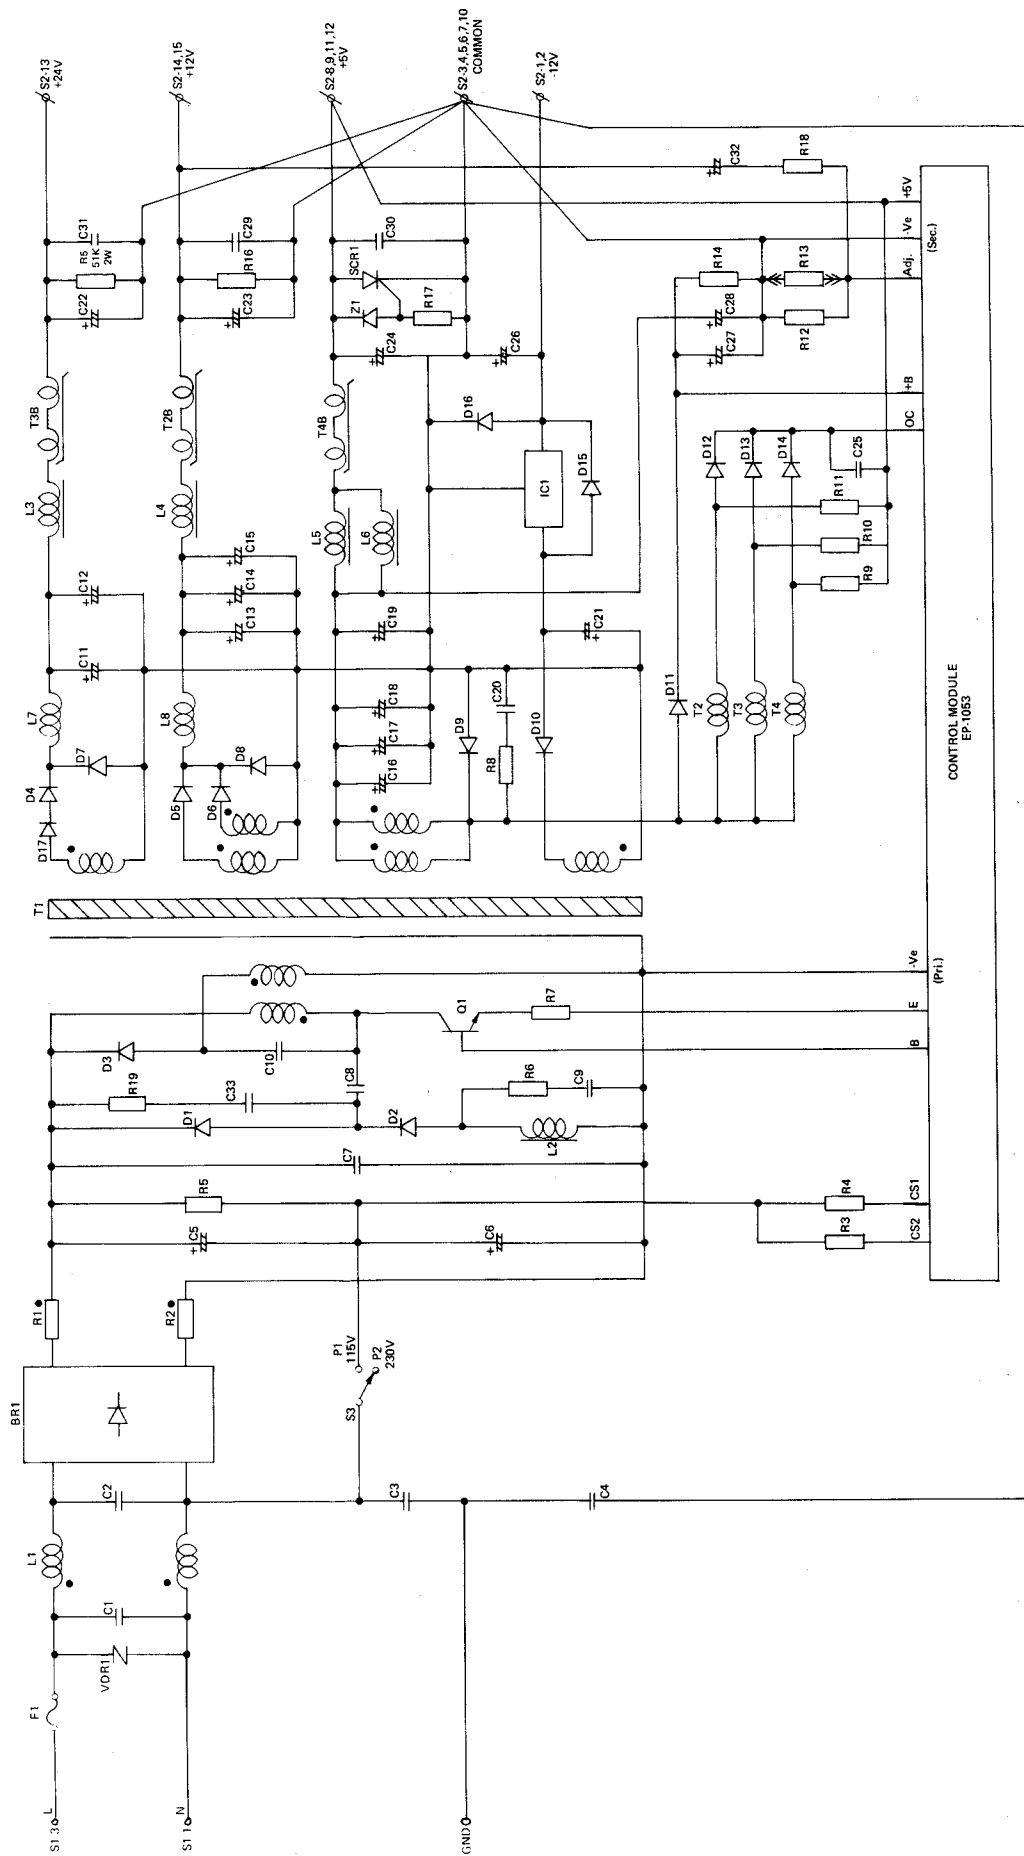 S2-13
+24V
S2-14,15
+12V
S2-8,9,11,12
+5V
S2-3,4,5,6,7,10
COMMON
S2-1,2
-12V
C31
R5
51K
2W
C22
C29
R16
C23
C30
SCR1
Z1
R17
C24
C26
C32
R18
+5V
-Ve
(Sec.)
R14
R13
Adj.
C28
R12
C27
+B
OC
T3B
T2B
T4B
D16
D15
IC1
D12
D13
D14
C25
R11
R10
R9
L3
L4
L5
L6
C12
C15
C14
C13
C19
C21
C11
C18
C17
C16
C20
R8
D9
D10
D11
T2
T3
T4
L7
L8
D7
D8
D4
D17
D5
D6
T1
CONTROL MODULE
EP-1053
-Ve
(Pri.)
Q1
R7
E
B
D3
C10
R19
C33
C8
R6
C9
D1
D2
L2
C7
R5
R4
CS1
C5
C6
R3
CS2
R1
R2
BR1
P1
115V
P2
230V
S3
C2
C3
C4
L1
C1
VDR1
F1
S1 3
L
S1 1
N
GND